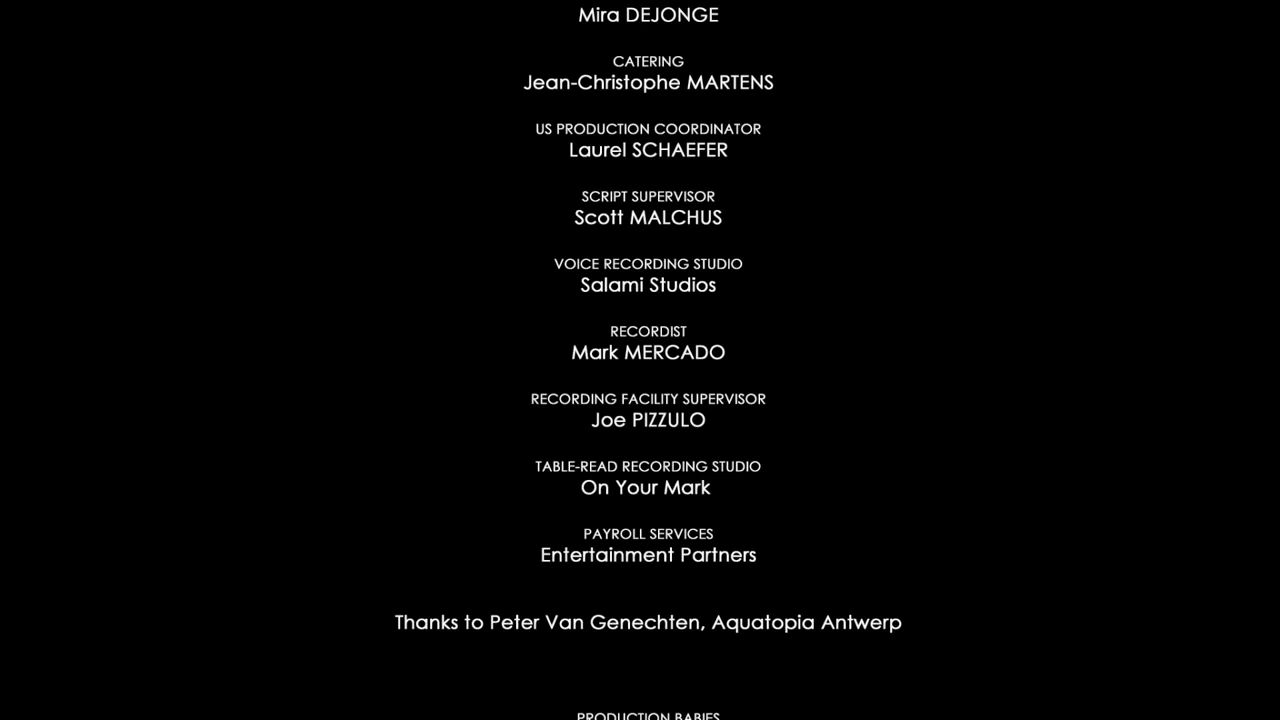 Mira DEJONGE
CATERING
Jean-Christophe MARTENS
US PRODUCTION COORDINATOR
Laurel SCHAEFER
SCRIPT SUPERVISOR
Scott MALCHUS
VOICE RECORDING STUDIO
Salami Studios
RECORDIST
Mark MERCADO
RECORDING FACILITY SUPERVISOR
Joe PIZZULO
TABLE-READ RECORDING STUDIO
On Your Mark
PAYROLL SERVICES
Entertainment Partners
Thanks to Peter Van Genechten, Aquatopia Antwerp
PRODUCTION BABIES